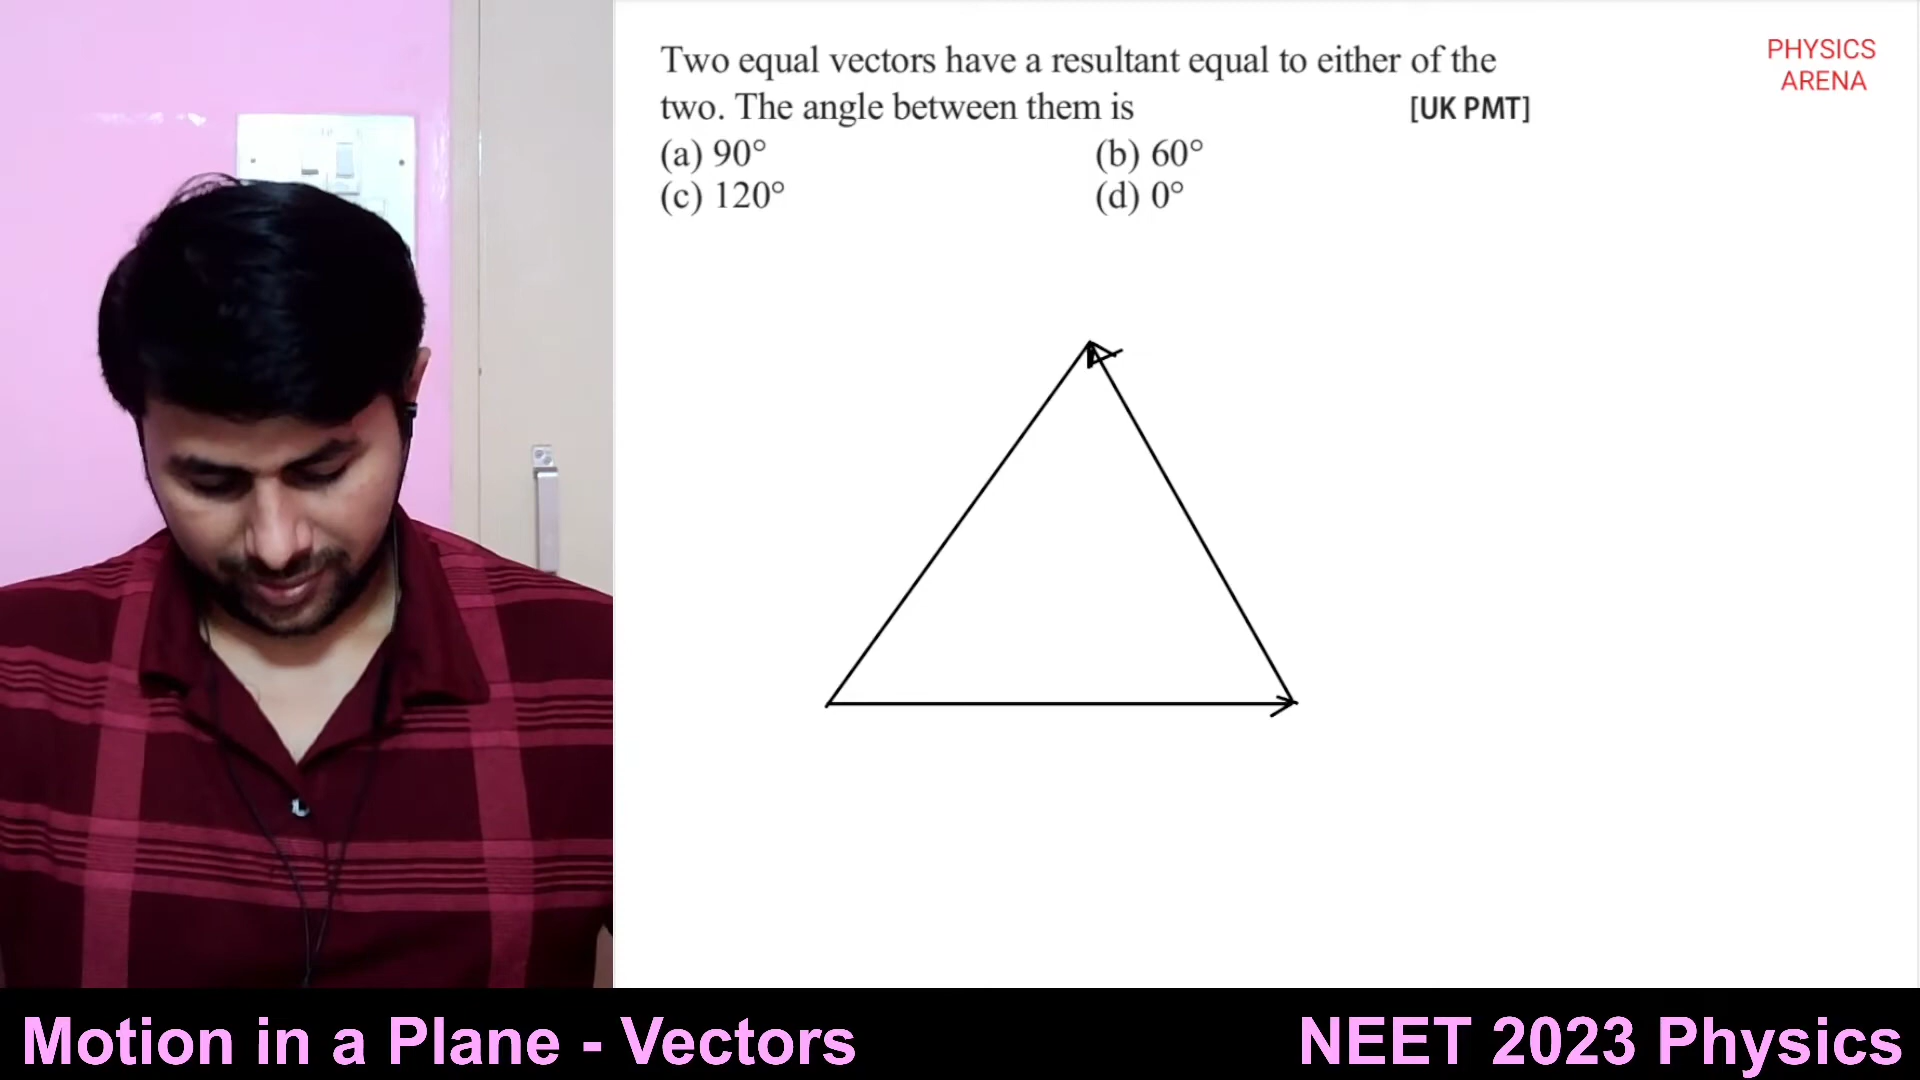 Two equal vectors have a resultant equal to either of the
two. The angle between them is [UK PMT]
(a) 90° (b) 60°
(c) 120° (d) 0°
PHYSICS
ARENA
Motion in a Plane - Vectors NEET 2023 Physics